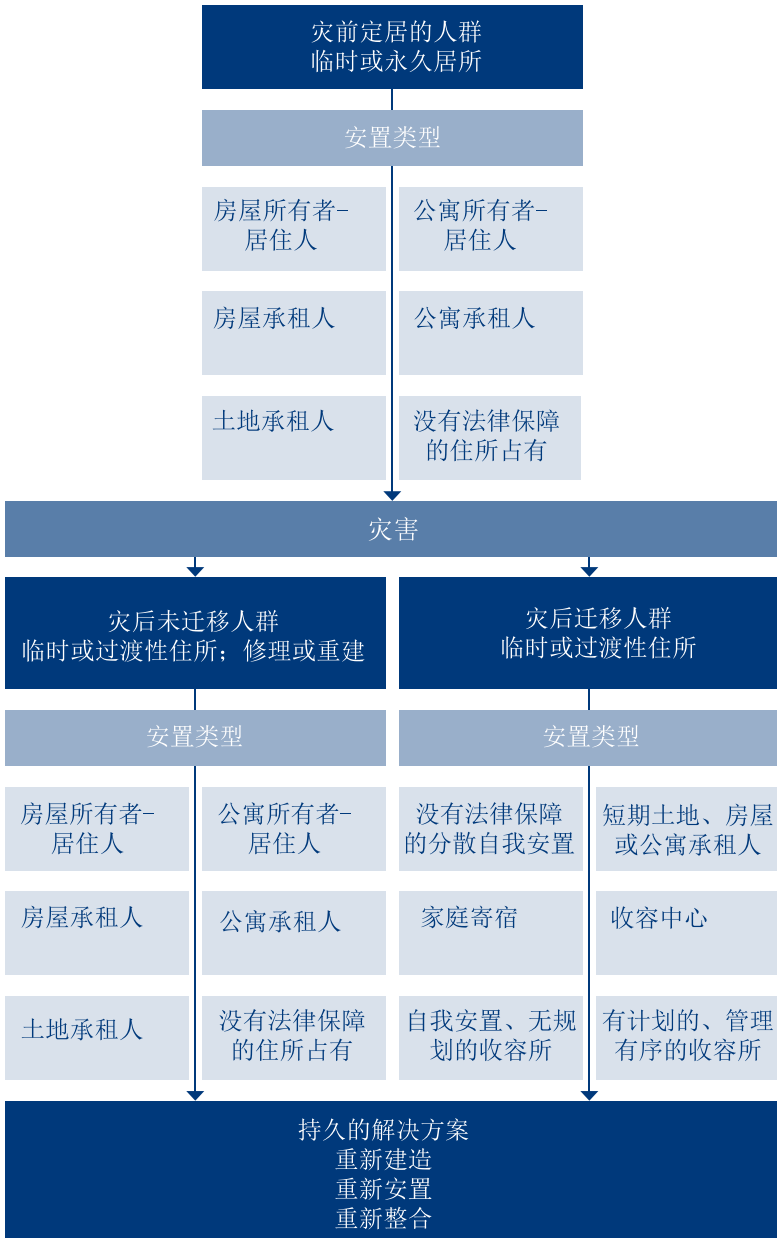 灾前定居的人群
临时或永久居所
安置类型
房屋所有者–
居住人
公寓所有者–
居住人
房屋承租人
公寓承租人
土地承租人
没有法律保障
的住所占有
灾害
灾后未迁移人群
临时或过渡性住所；修理或重建
灾后迁移人群
临时或过渡性住所
安置类型
安置类型
房屋所有者–
居住人
公寓所有者–
居住人
没有法律保障
的分散自我安置
短期土地、房屋
或公寓承租人
房屋承租人
公寓承租人
家庭寄宿
收容中心
土地承租人
没有法律保障
的住所占有
自我安置、无规
划的收容所
有计划的、管理
有序的收容所
持久的解决方案
重新建造
重新安置
重新整合